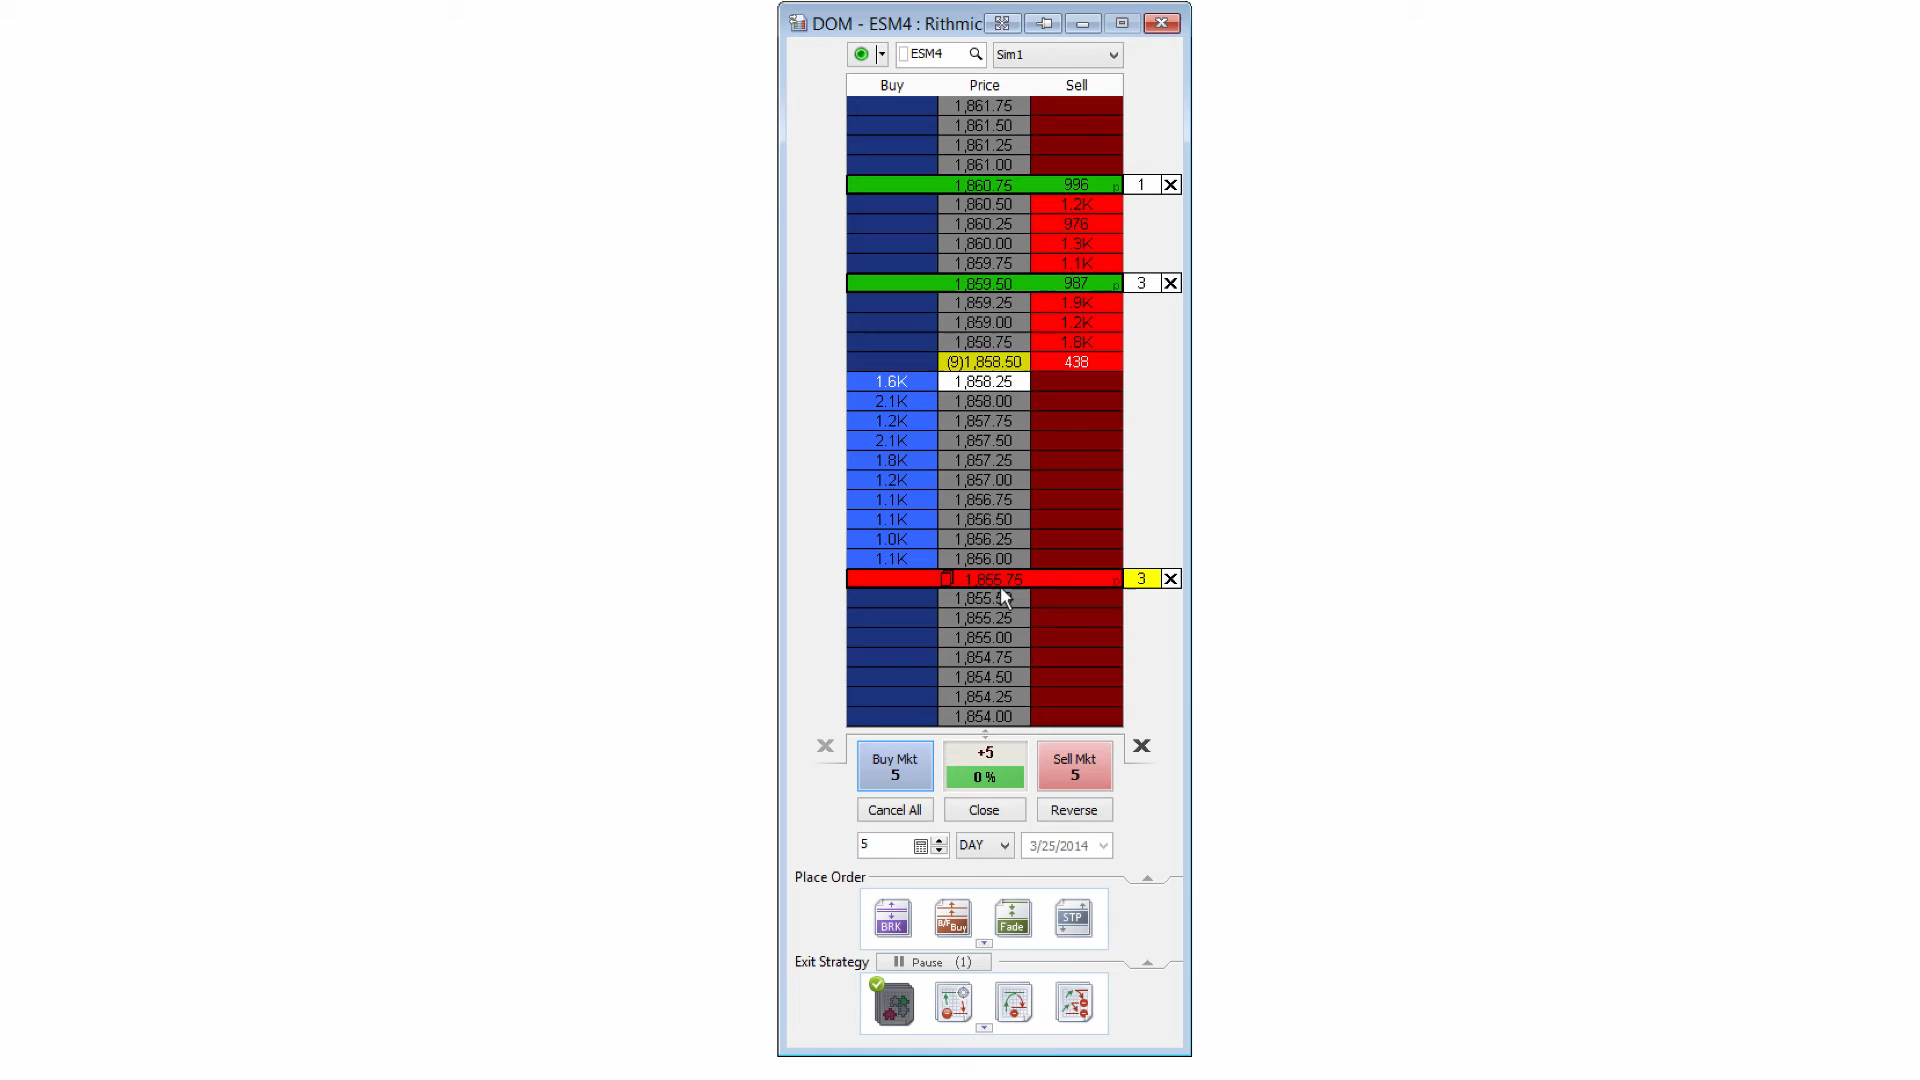 DOM - ESM4 : Rithmic
ESM4 Sim1
Buy Price Sell
1,861.75
1,861.50
1,861.25
1,861.00
1,860.75 996 p 1 X
1,860.50 1.2K
1,860.25 976
1,860.00 1.3K
1,859.75 1.1K
1,859.50 987 p 3 X
1,859.25 1.9K
1,859.00 1.2K
1,858.75 1.8K
(9)1,858.50 438
1.6K 1,858.25
2.1K 1,858.00
1.2K 1,857.75
2.1K 1,857.50
1.8K 1,857.25
1.2K 1,857.00
1.1K 1,856.75
1.1K 1,856.50
1.0K 1,856.25
1.1K 1,856.00
1,855.75 p 3 X
1,855.50
1,855.25
1,855.00
1,854.75
1,854.50
1,854.25
1,854.00
Buy Mkt +5 Sell Mkt
5 0 % 5
Cancel All Close Reverse
5 DAY 3/25/2014
Place Order
BRK B/F Buy Fade STP
Exit Strategy Pause (1)